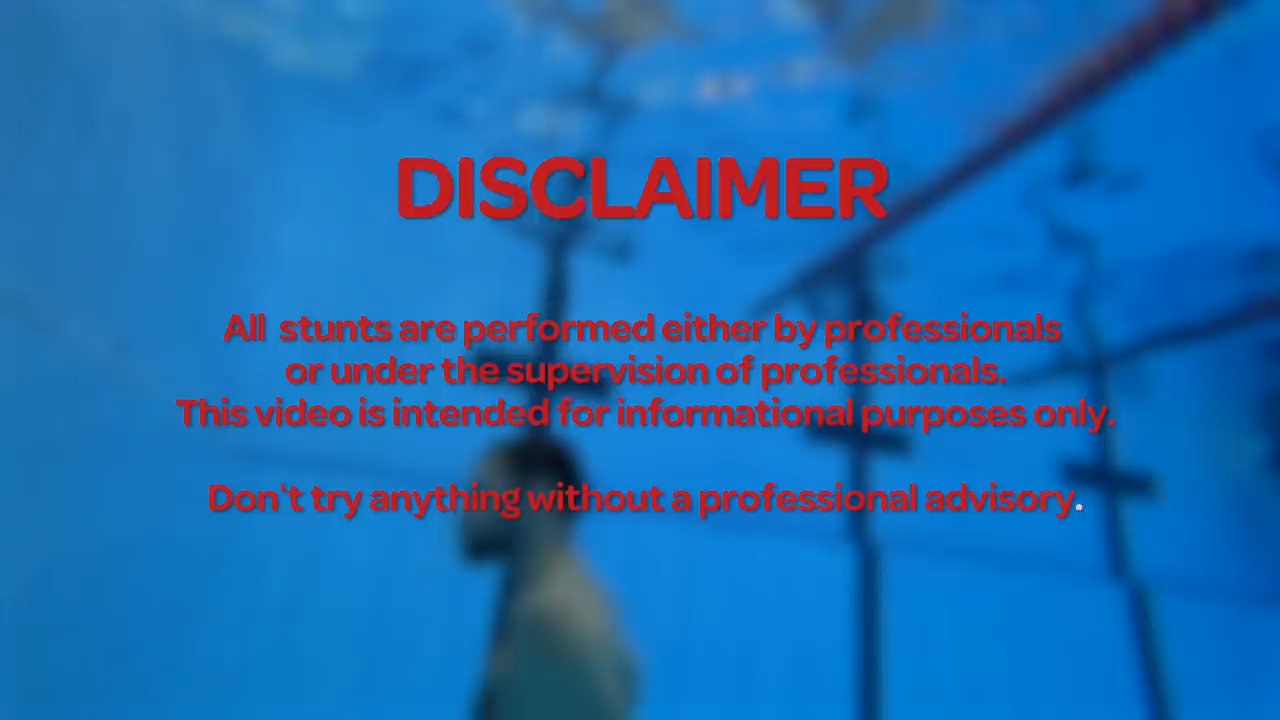 DISCLAIMER
All stunts are performed either by professionals
or under the supervision of professionals.
This video is intended for informational purposes only.
Don't try anything without a professional advisory.